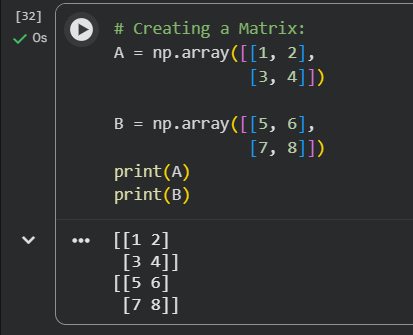 [32]
0s
# Creating a Matrix:
A = np.array([[1, 2],
              [3, 4]])

B = np.array([[5, 6],
              [7, 8]])
print(A)
print(B)
[[1 2]
 [3 4]]
[[5 6]
 [7 8]]